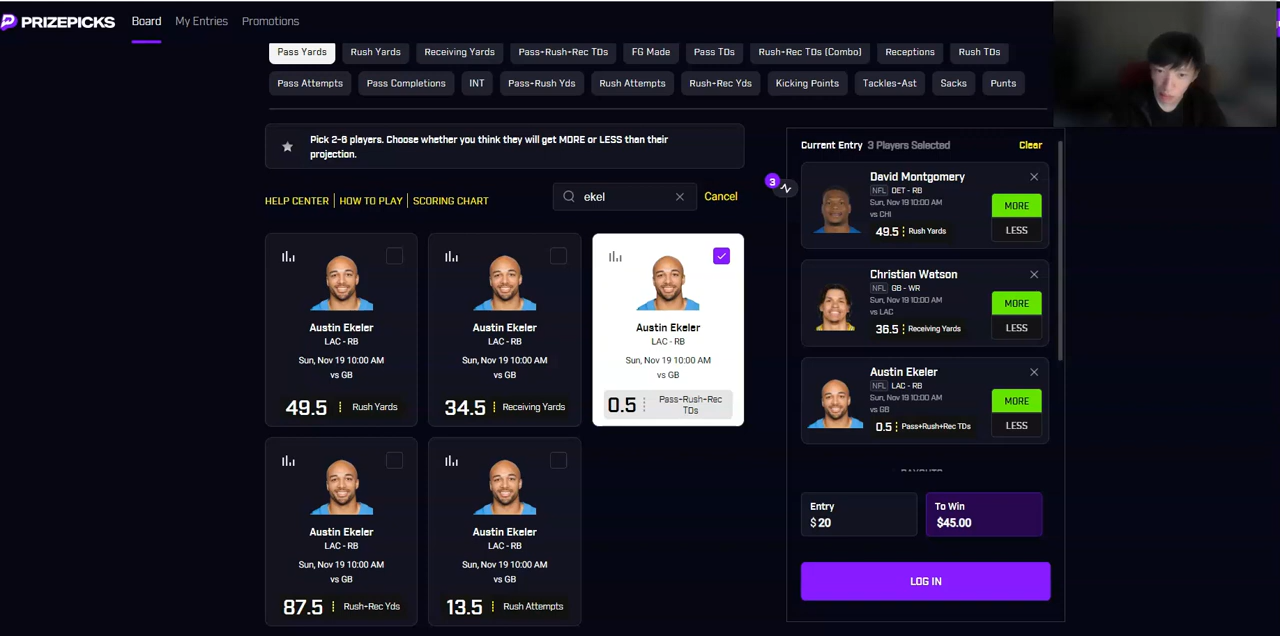 PRIZEPICKS
Board
My Entries
Promotions
Pass Yards
Rush Yards
Receiving Yards
Pass-Rush-Rec TDs
FG Made
Pass TDs
Rush-Rec TDs (Combo)
Receptions
Rush TDs
Pass Attempts
Pass Completions
INT
Pass-Rush Yds
Rush Attempts
Rush-Rec Yds
Kicking Points
Tackles-Ast
Sacks
Punts
Pick 2-6 players. Choose whether you think they will get MORE or LESS than their
projection.
HELP CENTER | HOW TO PLAY | SCORING CHART
ekel
Cancel
Austin Ekeler
LAC - RB
Sun, Nov 19 10:00 AM
vs GB
49.5
Rush Yards
Austin Ekeler
LAC - RB
Sun, Nov 19 10:00 AM
vs GB
34.5
Receiving Yards
Austin Ekeler
LAC - RB
Sun, Nov 19 10:00 AM
vs GB
0.5
Pass-Rush-Rec
TDs
Austin Ekeler
LAC - RB
Sun, Nov 19 10:00 AM
vs GB
87.5
Rush-Rec Yds
Austin Ekeler
LAC - RB
Sun, Nov 19 10:00 AM
vs GB
13.5
Rush Attempts
3
Current Entry 3 Players Selected
Clear
David Montgomery
NFL DET - RB
Sun, Nov 19 10:00 AM
vs CHI
49.5 Rush Yards
MORE
LESS
Christian Watson
NFL GB - WR
Sun, Nov 19 10:00 AM
vs LAC
36.5 Receiving Yards
MORE
LESS
Austin Ekeler
NFL LAC - RB
Sun, Nov 19 10:00 AM
vs GB
0.5 Pass+Rush+Rec TDs
MORE
LESS
Entry
$ 20
To Win
$45.00
LOG IN